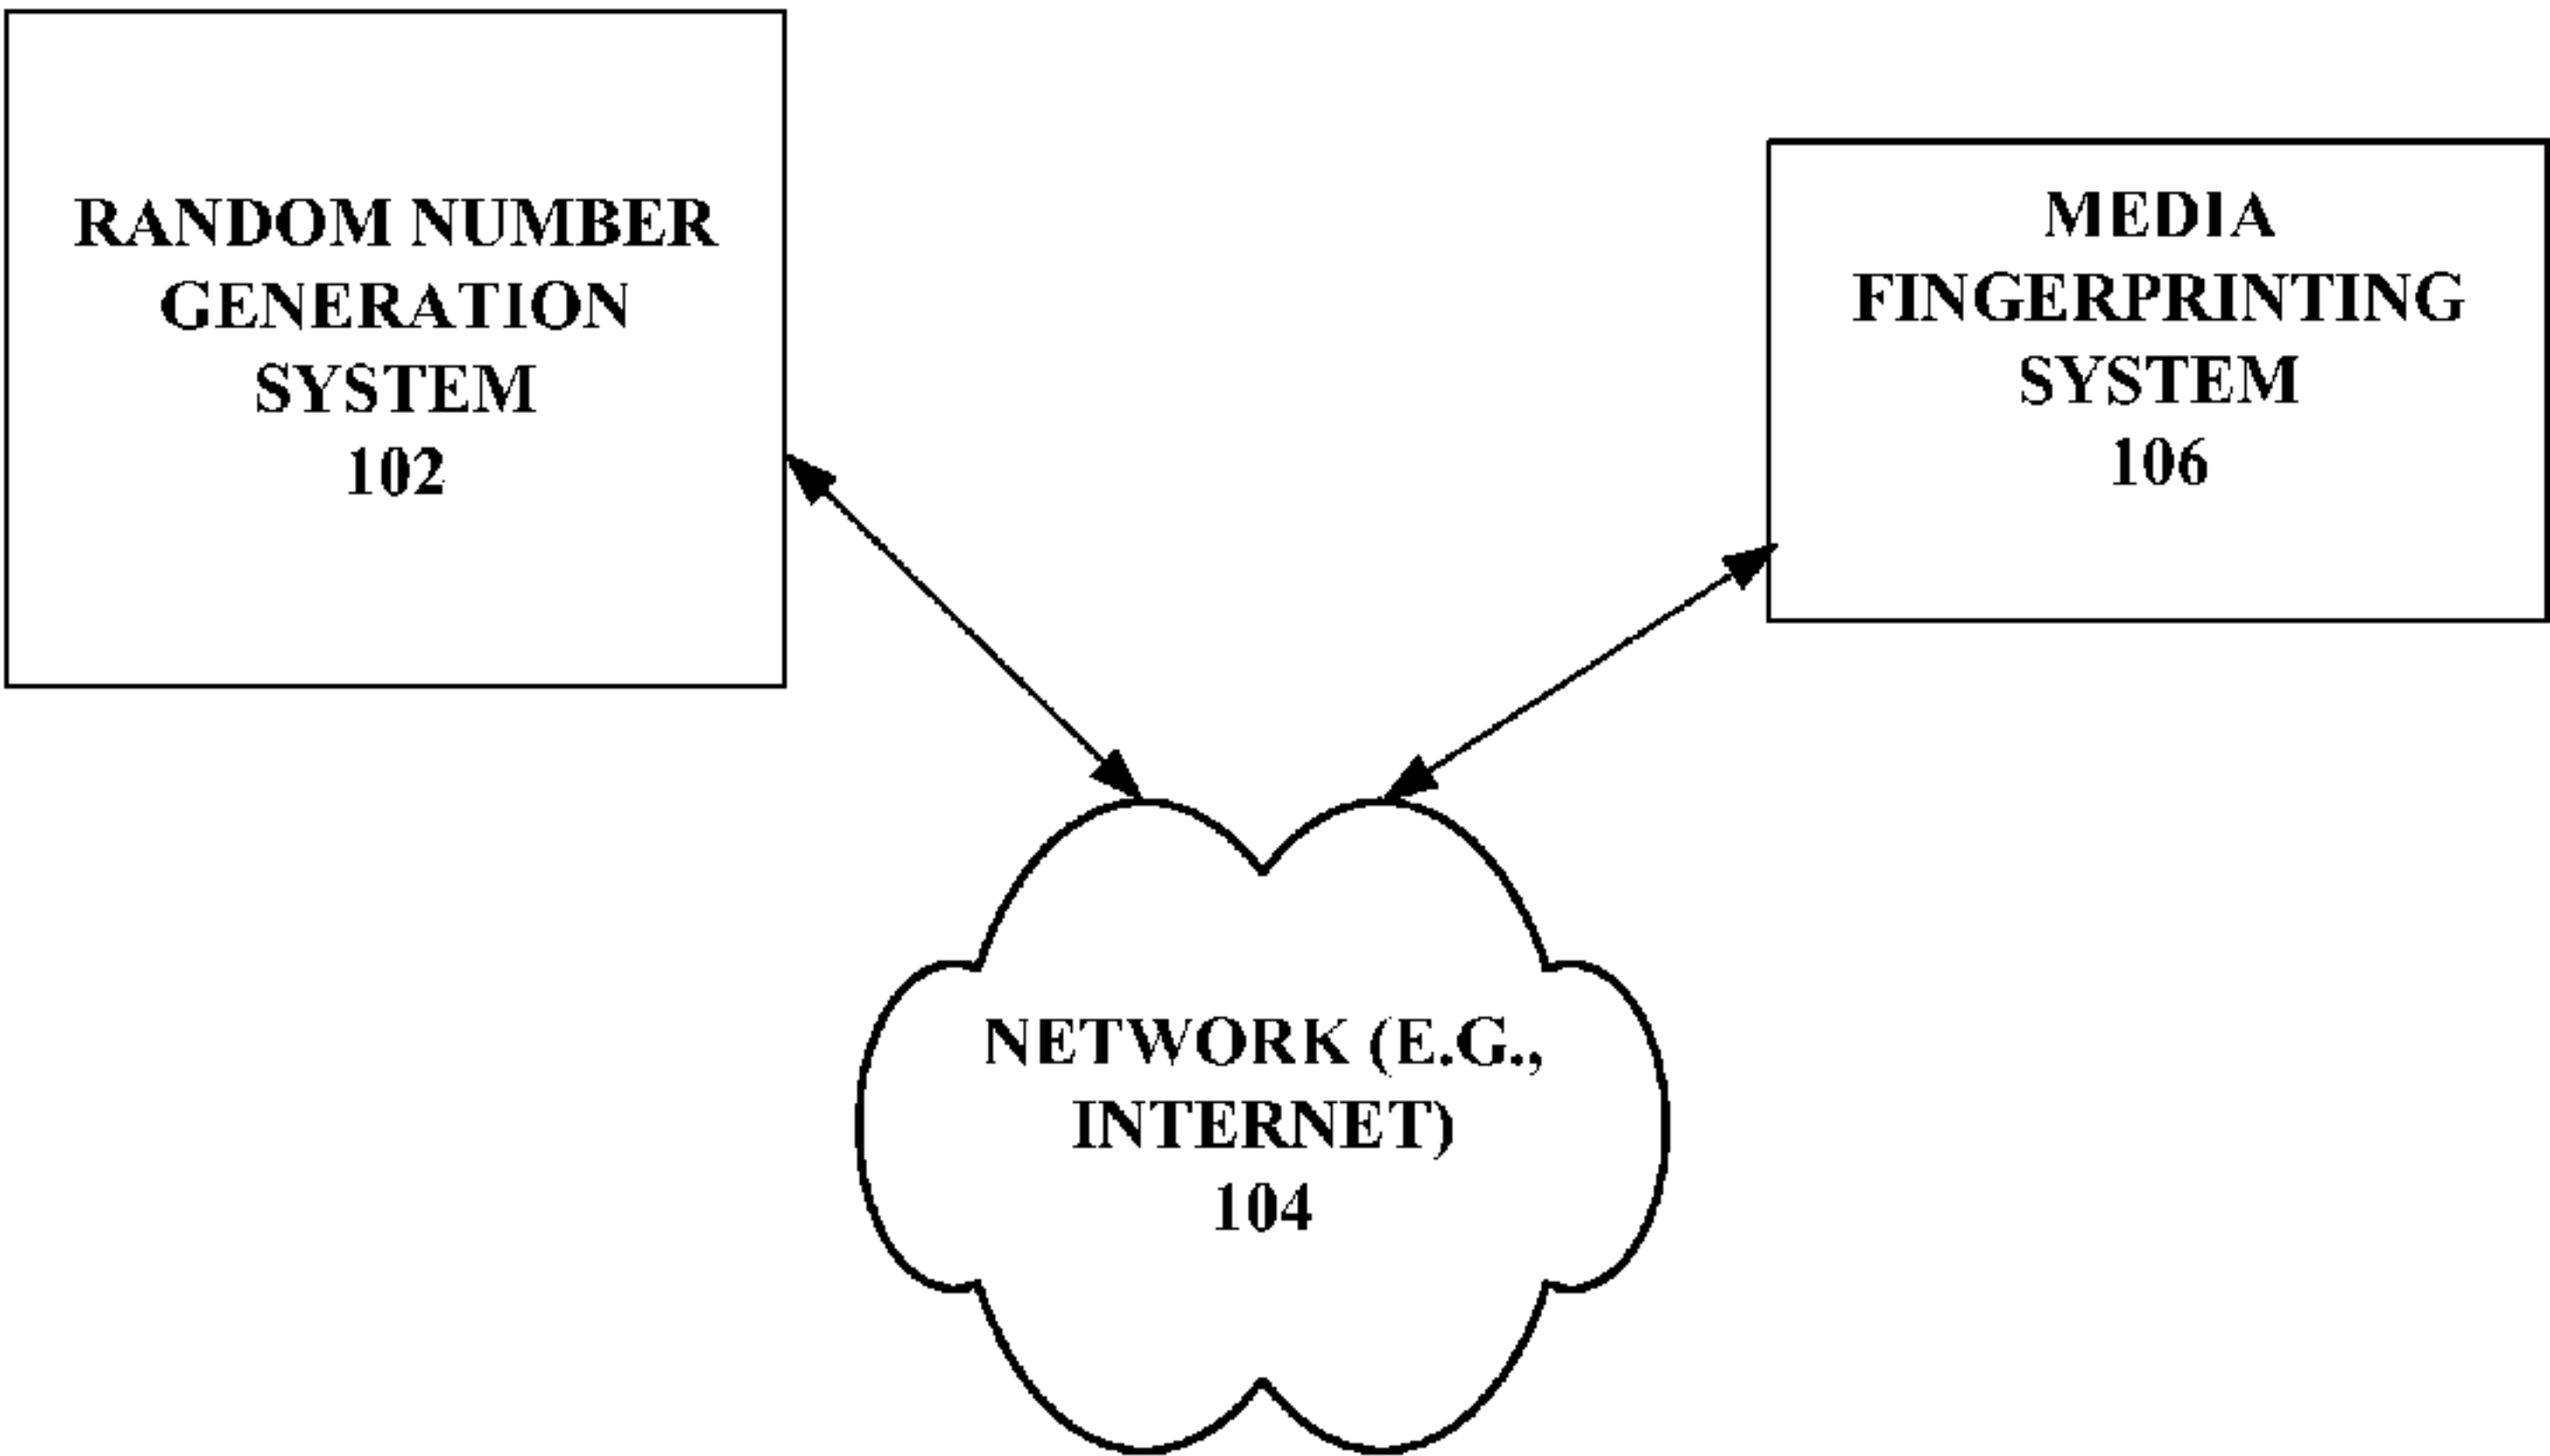 RANDOM NUMBER
GENERATION
SYSTEM
102
MEDIA
FINGERPRINTING
SYSTEM
106
NETWORK (E.G.,
INTERNET)
104